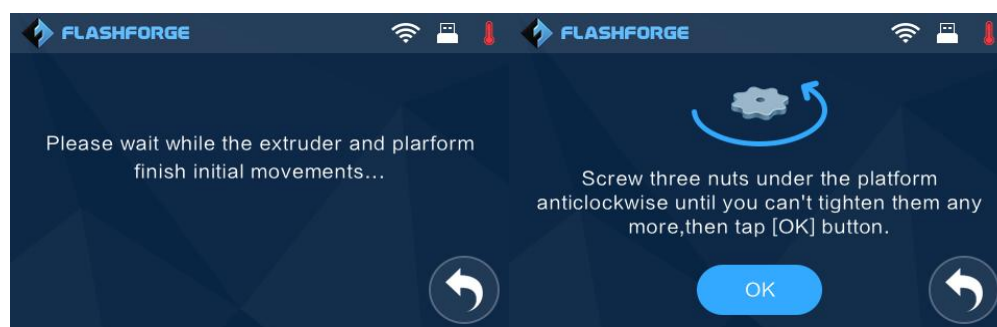 FLASHFORGE
Please wait while the extruder and plarform
finish initial movements...
FLASHFORGE
Screw three nuts under the platform
anticlockwise until you can't tighten them any
more,then tap [OK] button.
OK